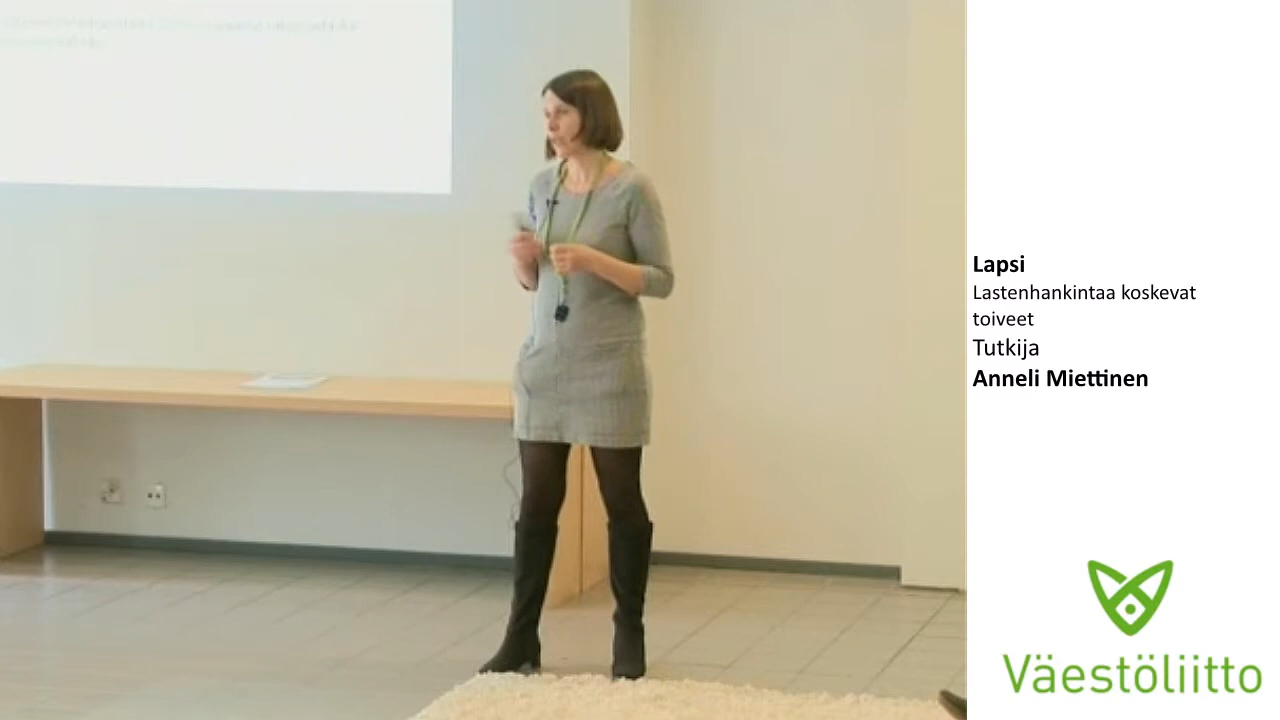 Lapsi
Lastenhankintaa koskevat
toiveet
Tutkija
Anneli Miettinen
Väestöliitto